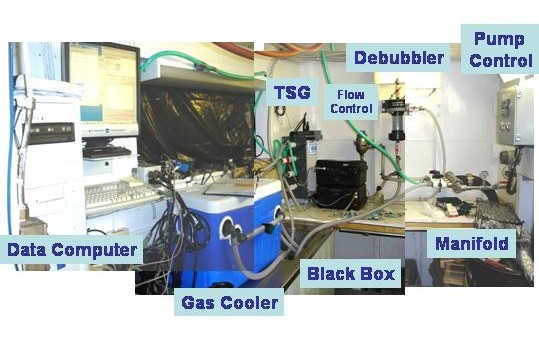 Pump
Control
Debubbler
TSG
Flow
Control
Data Computer
Manifold
Black Box
Gas Cooler